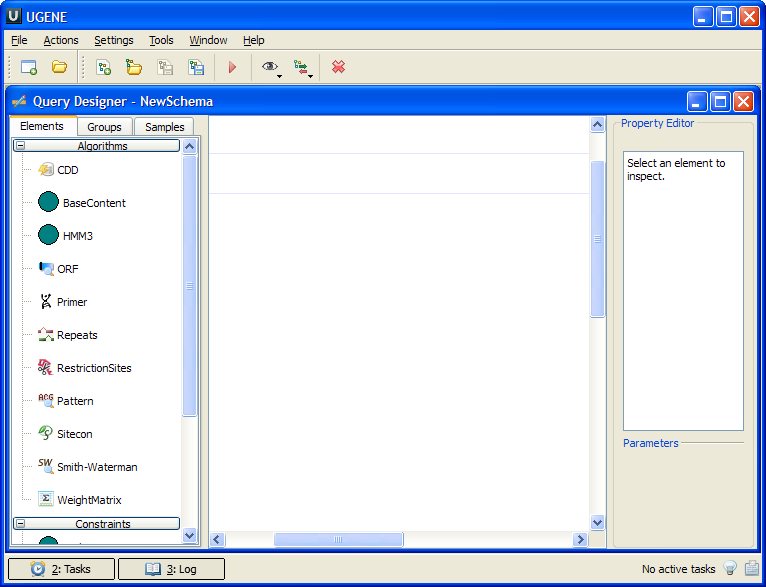 U UGENE
File Actions Settings Tools Window Help
Query Designer - NewSchema
Elements Groups Samples
Property Editor
Algorithms
Select an element to
inspect.
CDD
BaseContent
HMM3
ORF
Primer
Repeats
RestrictionSites
ACG Pattern
Sitecon
Parameters
SW Smith-Waterman
Σ WeightMatrix
Constraints
2: Tasks 3: Log No active tasks